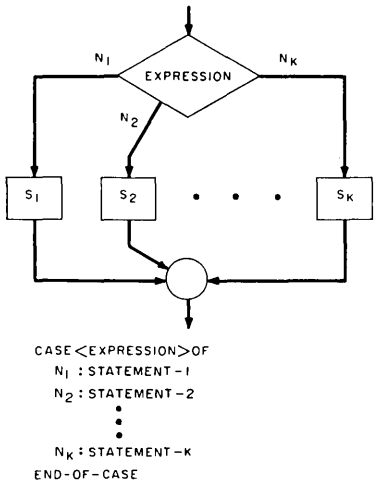 N1
NK
EXPRESSION
N2
S1
S2
• • •
SK
CASE <EXPRESSION> OF
N1 : STATEMENT-1
N2 : STATEMENT-2
•
•
•
NK : STATEMENT-K
END-OF-CASE